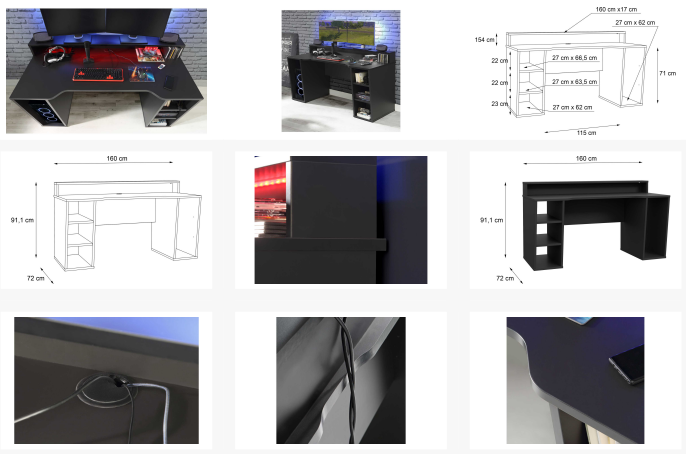 160 cm x17 cm
27 cm x 62 cm
154 cm
22 cm
27 cm x 66,5 cm
71 cm
22 cm
27 cm x 63,5 cm
23 cm
27 cm x 62 cm
115 cm
160 cm
91,1 cm
72 cm
160 cm
91,1 cm
72 cm